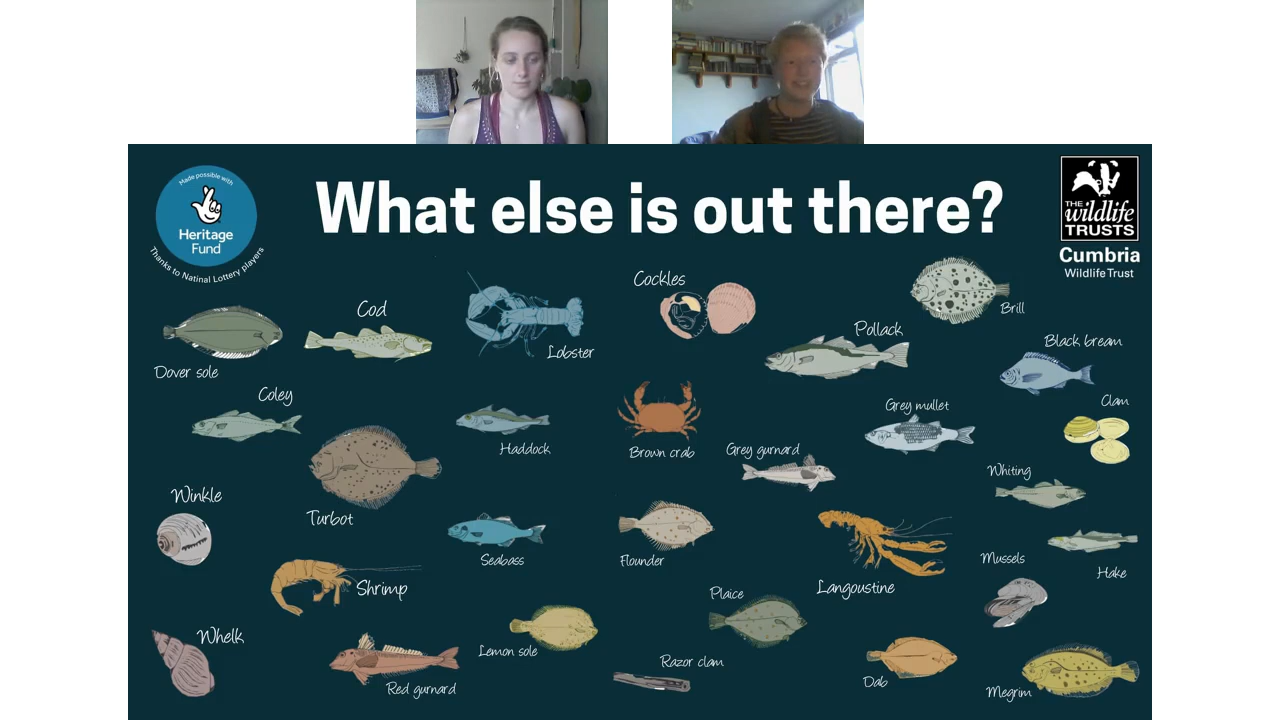 Made possible with
Heritage
Fund
Thanks to Natinal Lottery players
What else is out there?
THE
wildlife
TRUSTS
Cumbria
Wildlife Trust
Dover sole
Cod
Lobster
Cockles
Pollack
Brill
Black bream
Coley
Haddock
Brown crab
Grey gurnard
Grey mullet
Clam
Whiting
Winkle
Turbot
Seabass
Flounder
Langoustine
Mussels
Hake
Shrimp
Plaice
Whelk
Red gurnard
Lemon sole
Razor clam
Dab
Megrim